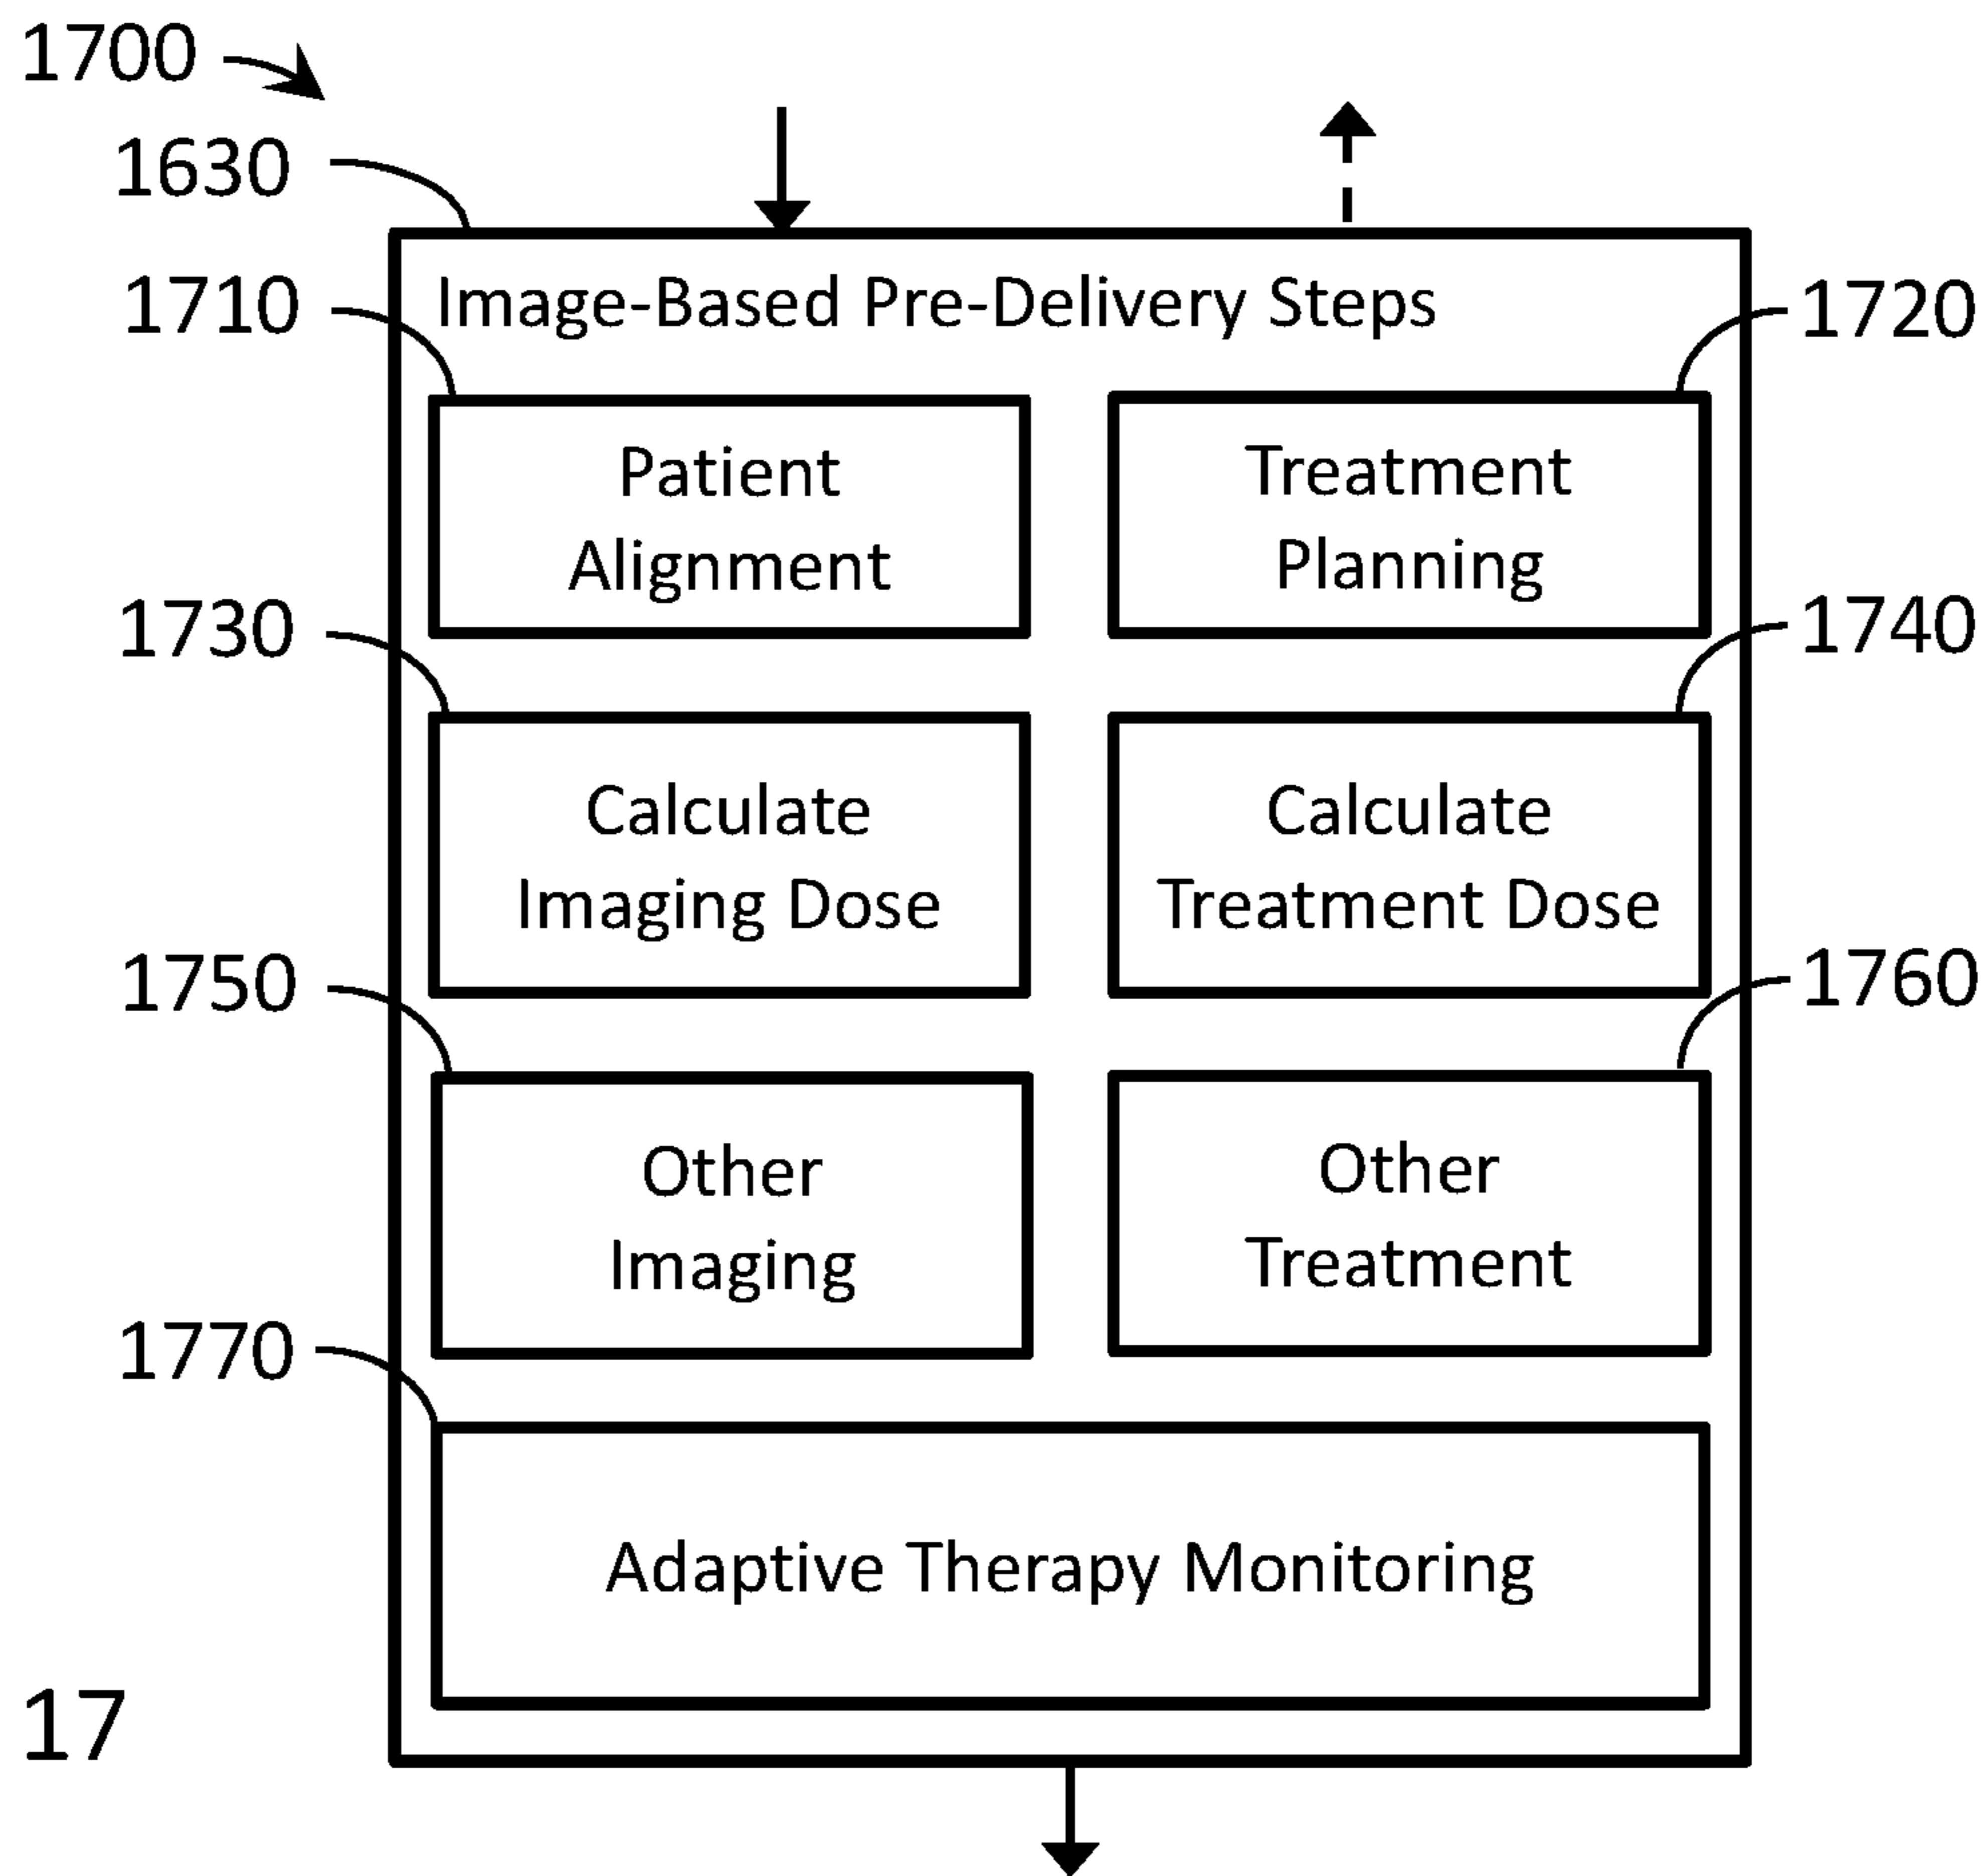 1700
1630
1710
Image-Based Pre-Delivery Steps
1720
Patient
Alignment
Treatment
Planning
1730
1740
Calculate
Imaging Dose
Calculate
Treatment Dose
1750
1760
Other
Imaging
Other
Treatment
1770
Adaptive Therapy Monitoring
17